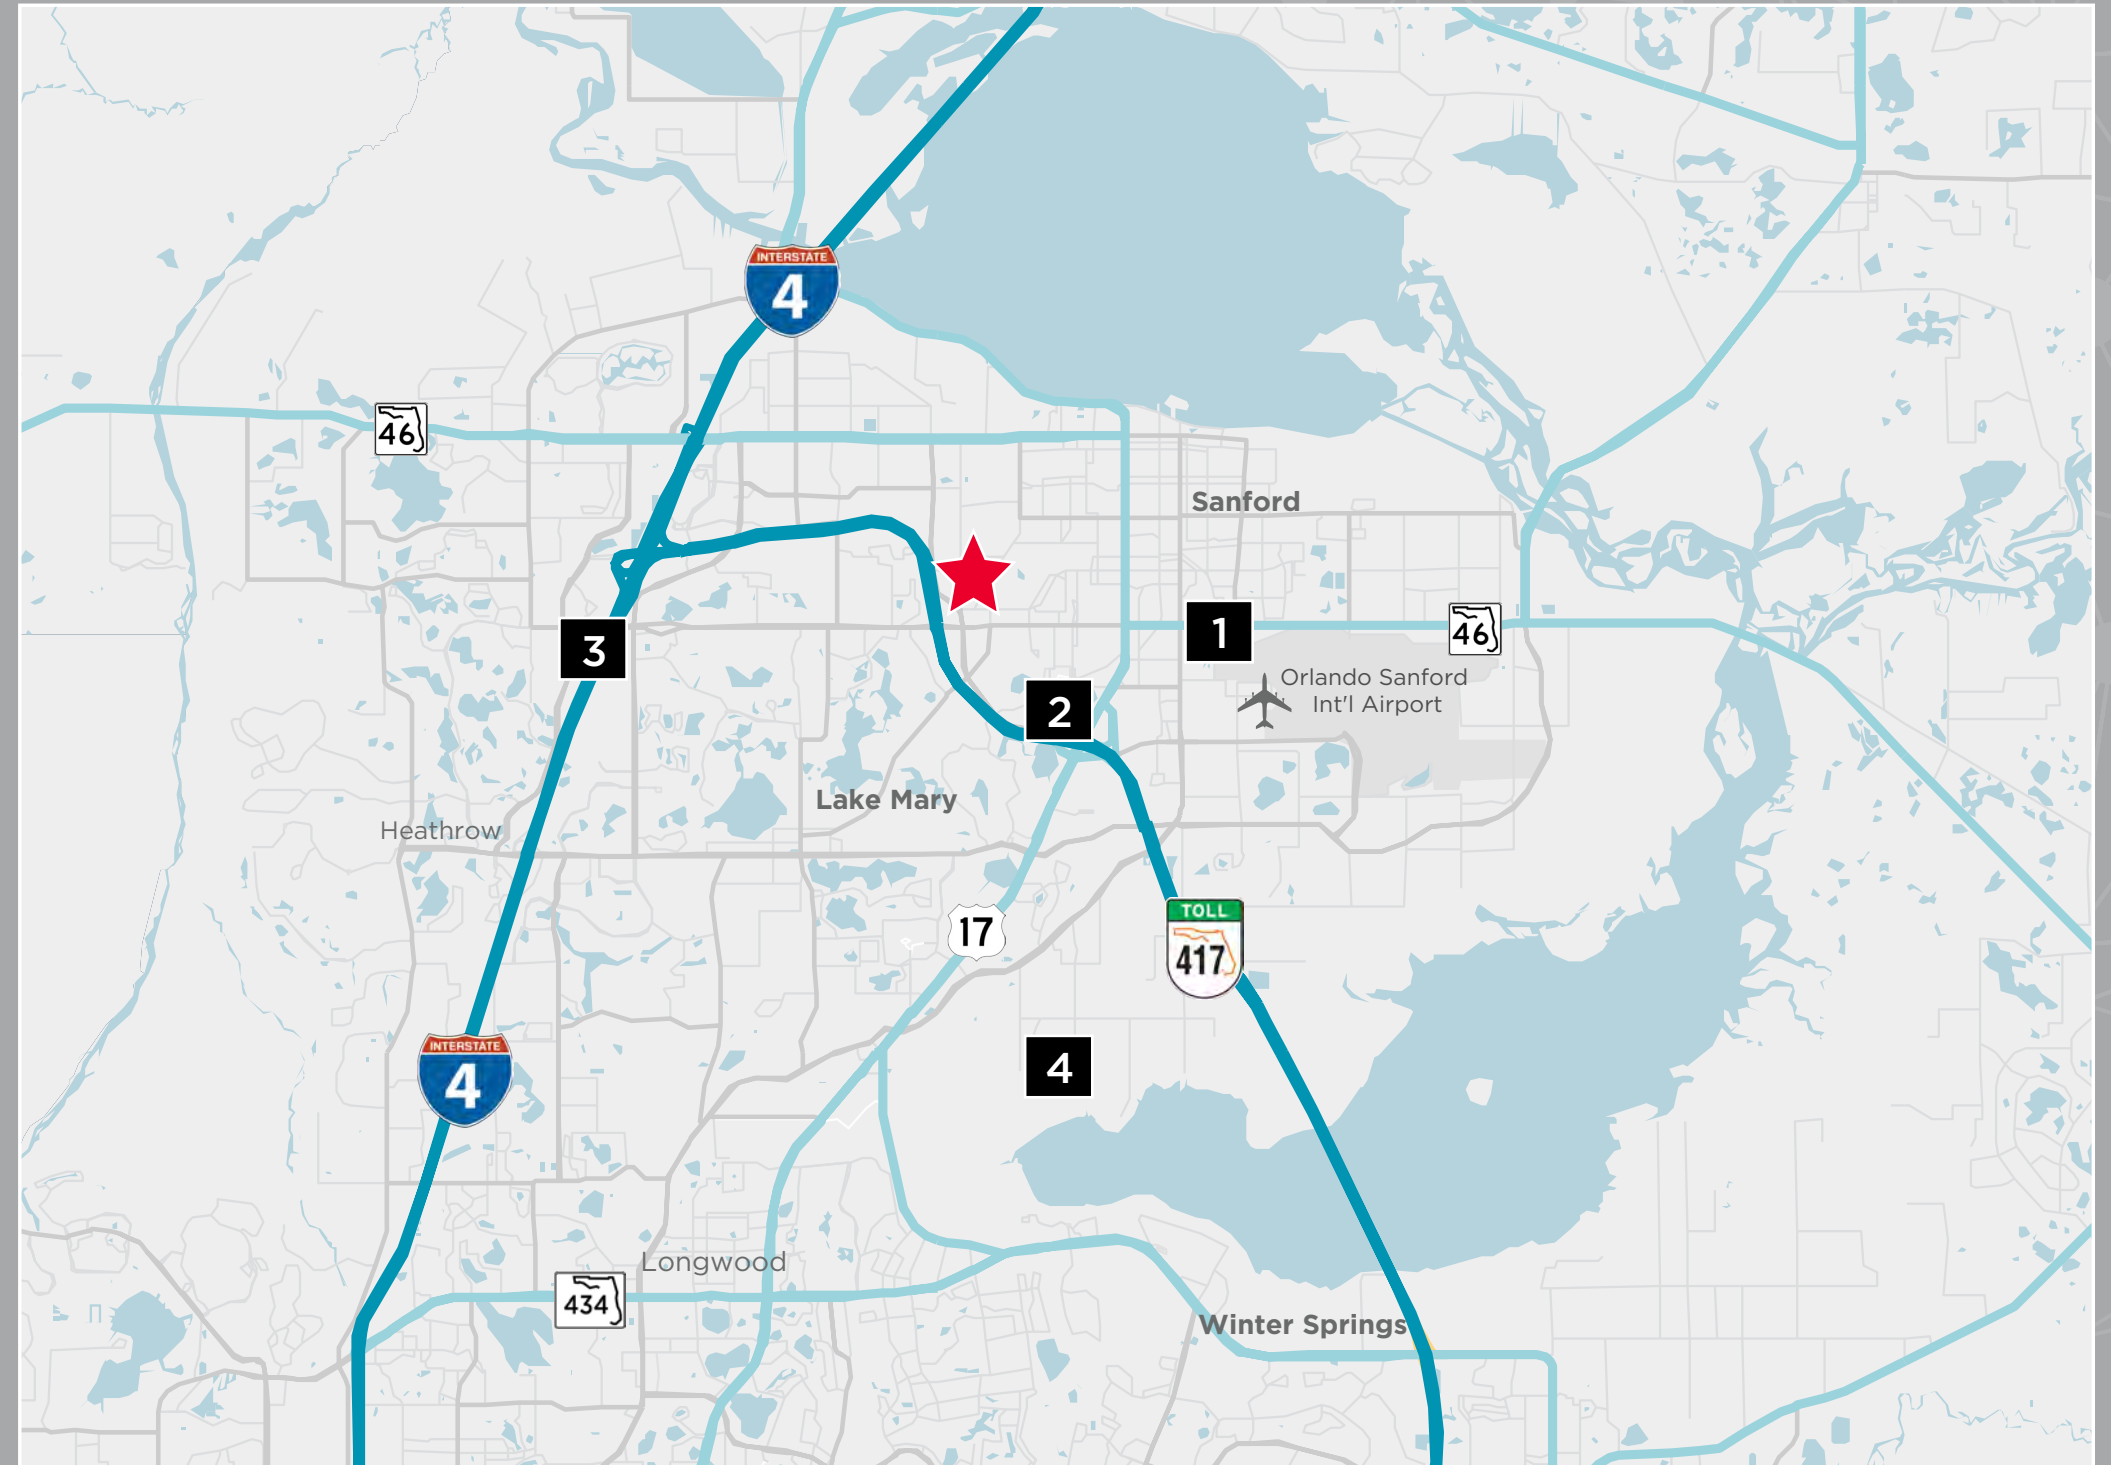 INTERSTATE
4
46
Sanford
1
46
3
Orlando Sanford
Int'l Airport
2
Lake Mary
Heathrow
TOLL
417
17
INTERSTATE
4
4
Longwood
434
Winter Springs